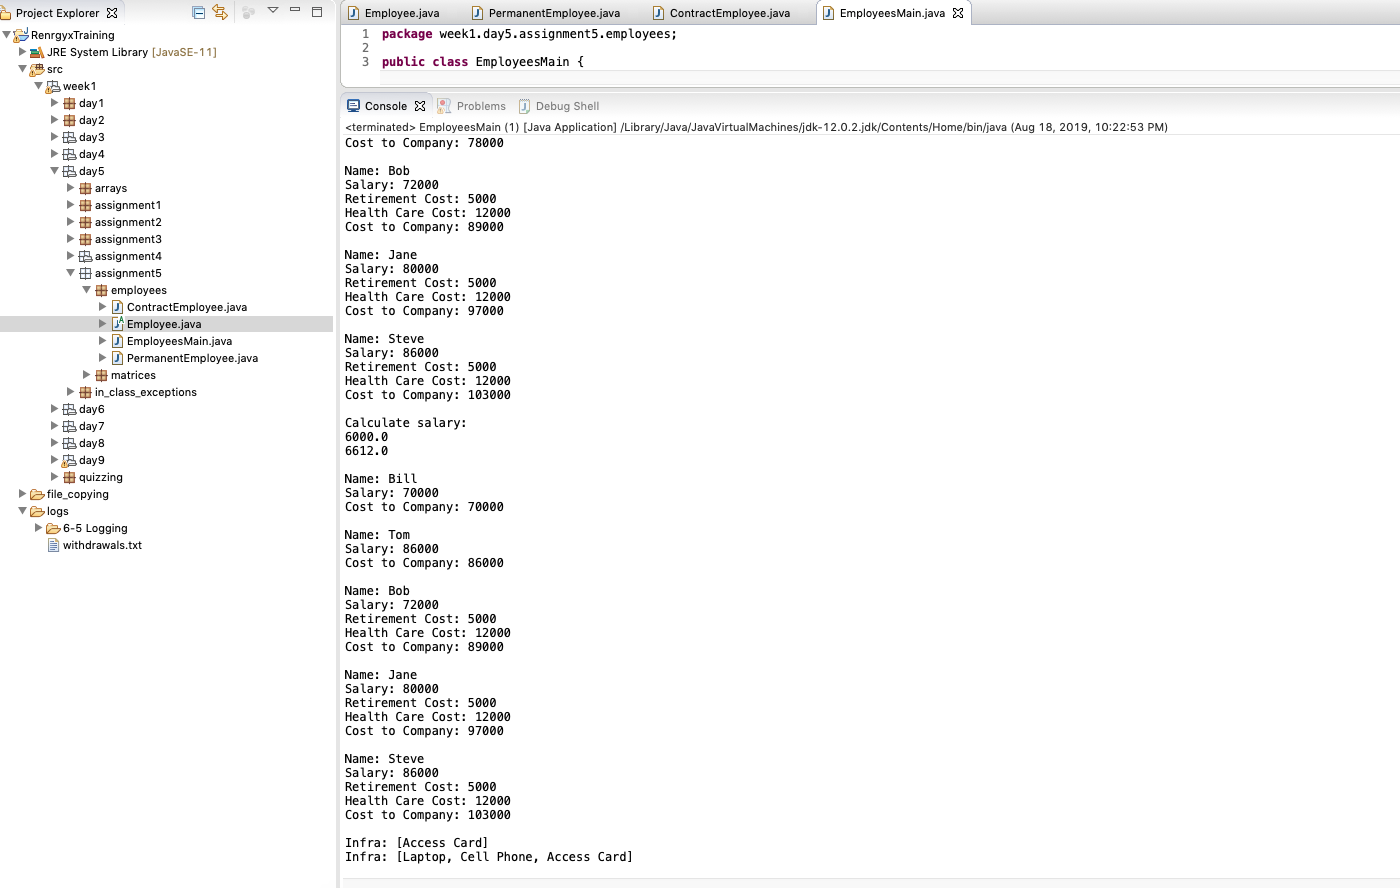 Project Explorer
RenrgyxTraining
JRE System Library [JavaSE-11]
src
week1
day1
day2
day3
day4
day5
arrays
assignment1
assignment2
assignment3
assignment4
assignment5
employees
ContractEmployee.java
Employee.java
EmployeesMain.java
PermanentEmployee.java
matrices
in_class_exceptions
day6
day7
day8
day9
quizzing
file_copying
logs
6-5 Logging
withdrawals.txt
Employee.java PermanentEmployee.java ContractEmployee.java EmployeesMain.java
1 package week1.day5.assignment5.employees;
2
3 public class EmployeesMain {
Console Problems Debug Shell
<terminated> EmployeesMain (1) [Java Application] /Library/Java/JavaVirtualMachines/jdk-12.0.2.jdk/Contents/Home/bin/java (Aug 18, 2019, 10:22:53 PM)
Cost to Company: 78000
Name: Bob
Salary: 72000
Retirement Cost: 5000
Health Care Cost: 12000
Cost to Company: 89000
Name: Jane
Salary: 80000
Retirement Cost: 5000
Health Care Cost: 12000
Cost to Company: 97000
Name: Steve
Salary: 86000
Retirement Cost: 5000
Health Care Cost: 12000
Cost to Company: 103000
Calculate salary:
6000.0
6612.0
Name: Bill
Salary: 70000
Cost to Company: 70000
Name: Tom
Salary: 86000
Cost to Company: 86000
Name: Bob
Salary: 72000
Retirement Cost: 5000
Health Care Cost: 12000
Cost to Company: 89000
Name: Jane
Salary: 80000
Retirement Cost: 5000
Health Care Cost: 12000
Cost to Company: 97000
Name: Steve
Salary: 86000
Retirement Cost: 5000
Health Care Cost: 12000
Cost to Company: 103000
Infra: [Access Card]
Infra: [Laptop, Cell Phone, Access Card]